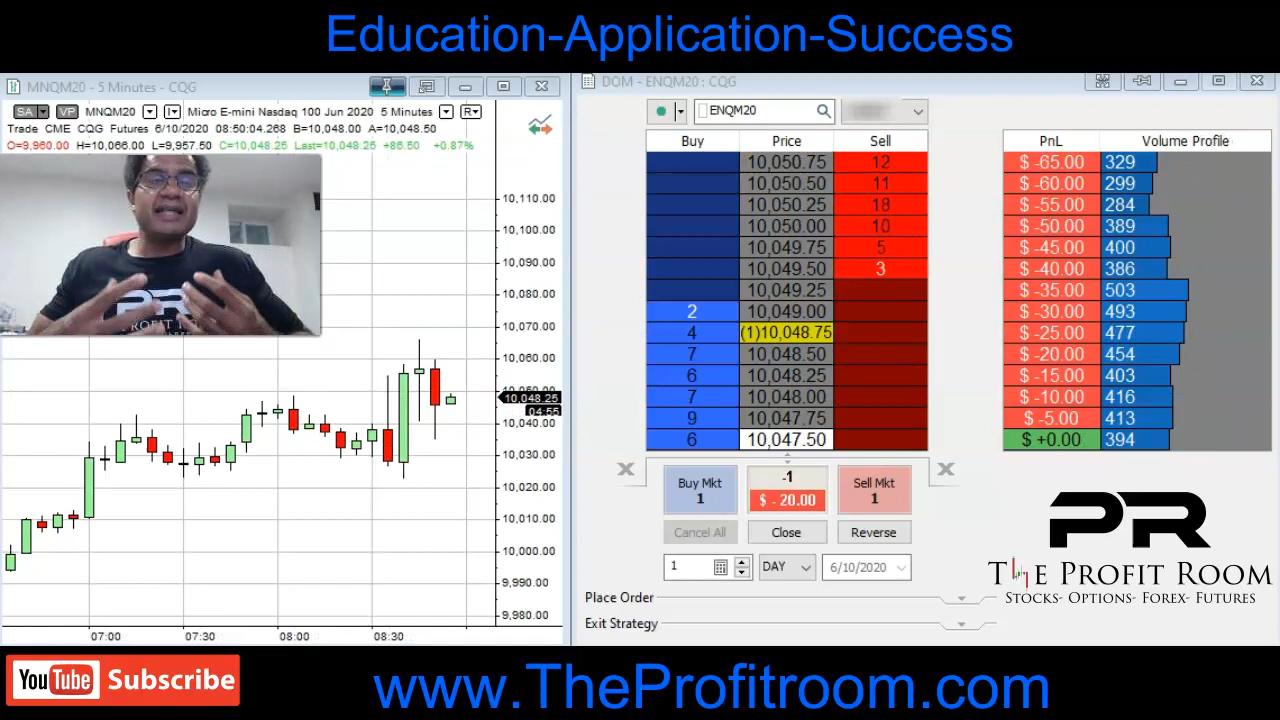 Education-Application-Success
MNQM20 - 5 Minutes - CQG
SA VP MNQM20 Micro E-mini Nasdaq 100 Jun 2020 5 Minutes R
Trade CME CQG Futures 6/10/2020 08:50:04.268 B=10,048.00 A=10,048.50
O=9,960.00 H=10,066.00 L=9,957.50 C=10,048.25 Last=10,048.25 +86.50 +0.87%
PR
PROFIT
10,110.00
10,100.00
10,090.00
10,080.00
10,070.00
10,060.00
10,050.00
10,048.25
04:55
10,040.00
10,030.00
10,020.00
10,010.00
10,000.00
9,990.00
9,980.00
07:00 07:30 08:00 08:30
DOM - ENQM20 : CQG
ENQM20
Buy Price Sell PnL Volume Profile
10,050.75 12 $ -65.00 329
10,050.50 11 $ -60.00 299
10,050.25 18 $ -55.00 284
10,050.00 10 $ -50.00 389
10,049.75 5 $ -45.00 400
10,049.50 3 $ -40.00 386
10,049.25 $ -35.00 503
2 10,049.00 $ -30.00 493
4 (1)10,048.75 $ -25.00 477
7 10,048.50 $ -20.00 454
6 10,048.25 $ -15.00 403
7 10,048.00 $ -10.00 416
9 10,047.75 $ -5.00 413
6 10,047.50 $ +0.00 394
Buy Mkt -1 Sell Mkt
1 $ - 20.00 1
Cancel All Close Reverse
1 DAY 6/10/2020
Place Order
Exit Strategy
PR
THE PROFIT ROOM
STOCKS- OPTIONS- FOREX- FUTURES
YouTube Subscribe
www.TheProfitroom.com